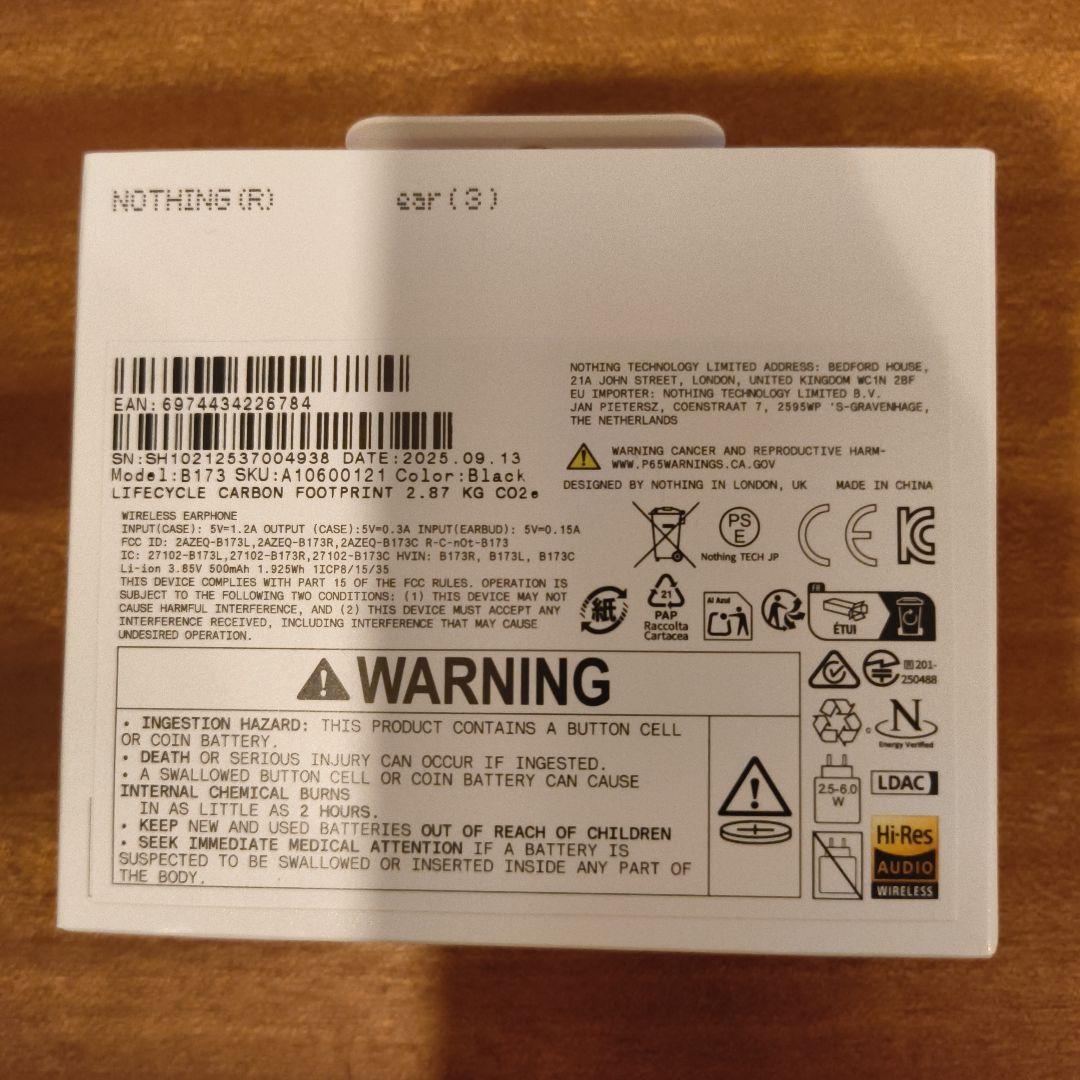 NOTHING(R) ear(3)
EAN:6974434226784
SN:SH10212537004938 DATE:2025.09.13
Model:B173 SKU:A10600121 Color:Black
LIFECYCLE CARBON FOOTPRINT 2.87 KG CO2e
WIRELESS EARPHONE
INPUT(CASE): 5V=1.2A OUTPUT (CASE):5V=0.3A INPUT(EARBUD): 5V=0.15A
FCC ID: 2AZEQ-B173L,2AZEQ-B173R,2AZEQ-B173C R-C-nOt-B173
IC: 27102-B173L,27102-B173R,27102-B173C HVIN: B173R, B173L, B173C
Li-ion 3.85V 500mAh 1.925Wh 1ICP8/15/35
THIS DEVICE COMPLIES WITH PART 15 OF THE FCC RULES. OPERATION IS
SUBJECT TO THE FOLLOWING TWO CONDITIONS: (1) THIS DEVICE MAY NOT
CAUSE HARMFUL INTERFERENCE, AND (2) THIS DEVICE MUST ACCEPT ANY
INTERFERENCE RECEIVED, INCLUDING INTERFERENCE THAT MAY CAUSE
UNDESIRED OPERATION.
NOTHING TECHNOLOGY LIMITED ADDRESS: BEDFORD HOUSE,
21A JOHN STREET, LONDON, UNITED KINGDOM WC1N 2BF
EU IMPORTER: NOTHING TECHNOLOGY LIMITED B.V.
JAN PIETERSZ, COENSTRAAT 7, 2595WP 'S-GRAVENHAGE,
THE NETHERLANDS
WARNING CANCER AND REPRODUCTIVE HARM-
WWW.P65WARNINGS.CA.GOV
DESIGNED BY NOTHING IN LONDON, UK MADE IN CHINA
PS
E
Nothing TECH JP
CE
紙
21
PAP
Raccolta
Cartacea
Al Azul
FR
ÉTUI
201-
250488
N
Energy Verified
2.5-6.0
W
LDAC
Hi-Res
AUDIO
WIRELESS
WARNING
• INGESTION HAZARD: THIS PRODUCT CONTAINS A BUTTON CELL
OR COIN BATTERY.
• DEATH OR SERIOUS INJURY CAN OCCUR IF INGESTED.
• A SWALLOWED BUTTON CELL OR COIN BATTERY CAN CAUSE
INTERNAL CHEMICAL BURNS
IN AS LITTLE AS 2 HOURS.
• KEEP NEW AND USED BATTERIES OUT OF REACH OF CHILDREN
• SEEK IMMEDIATE MEDICAL ATTENTION IF A BATTERY IS
SUSPECTED TO BE SWALLOWED OR INSERTED INSIDE ANY PART OF
THE BODY.